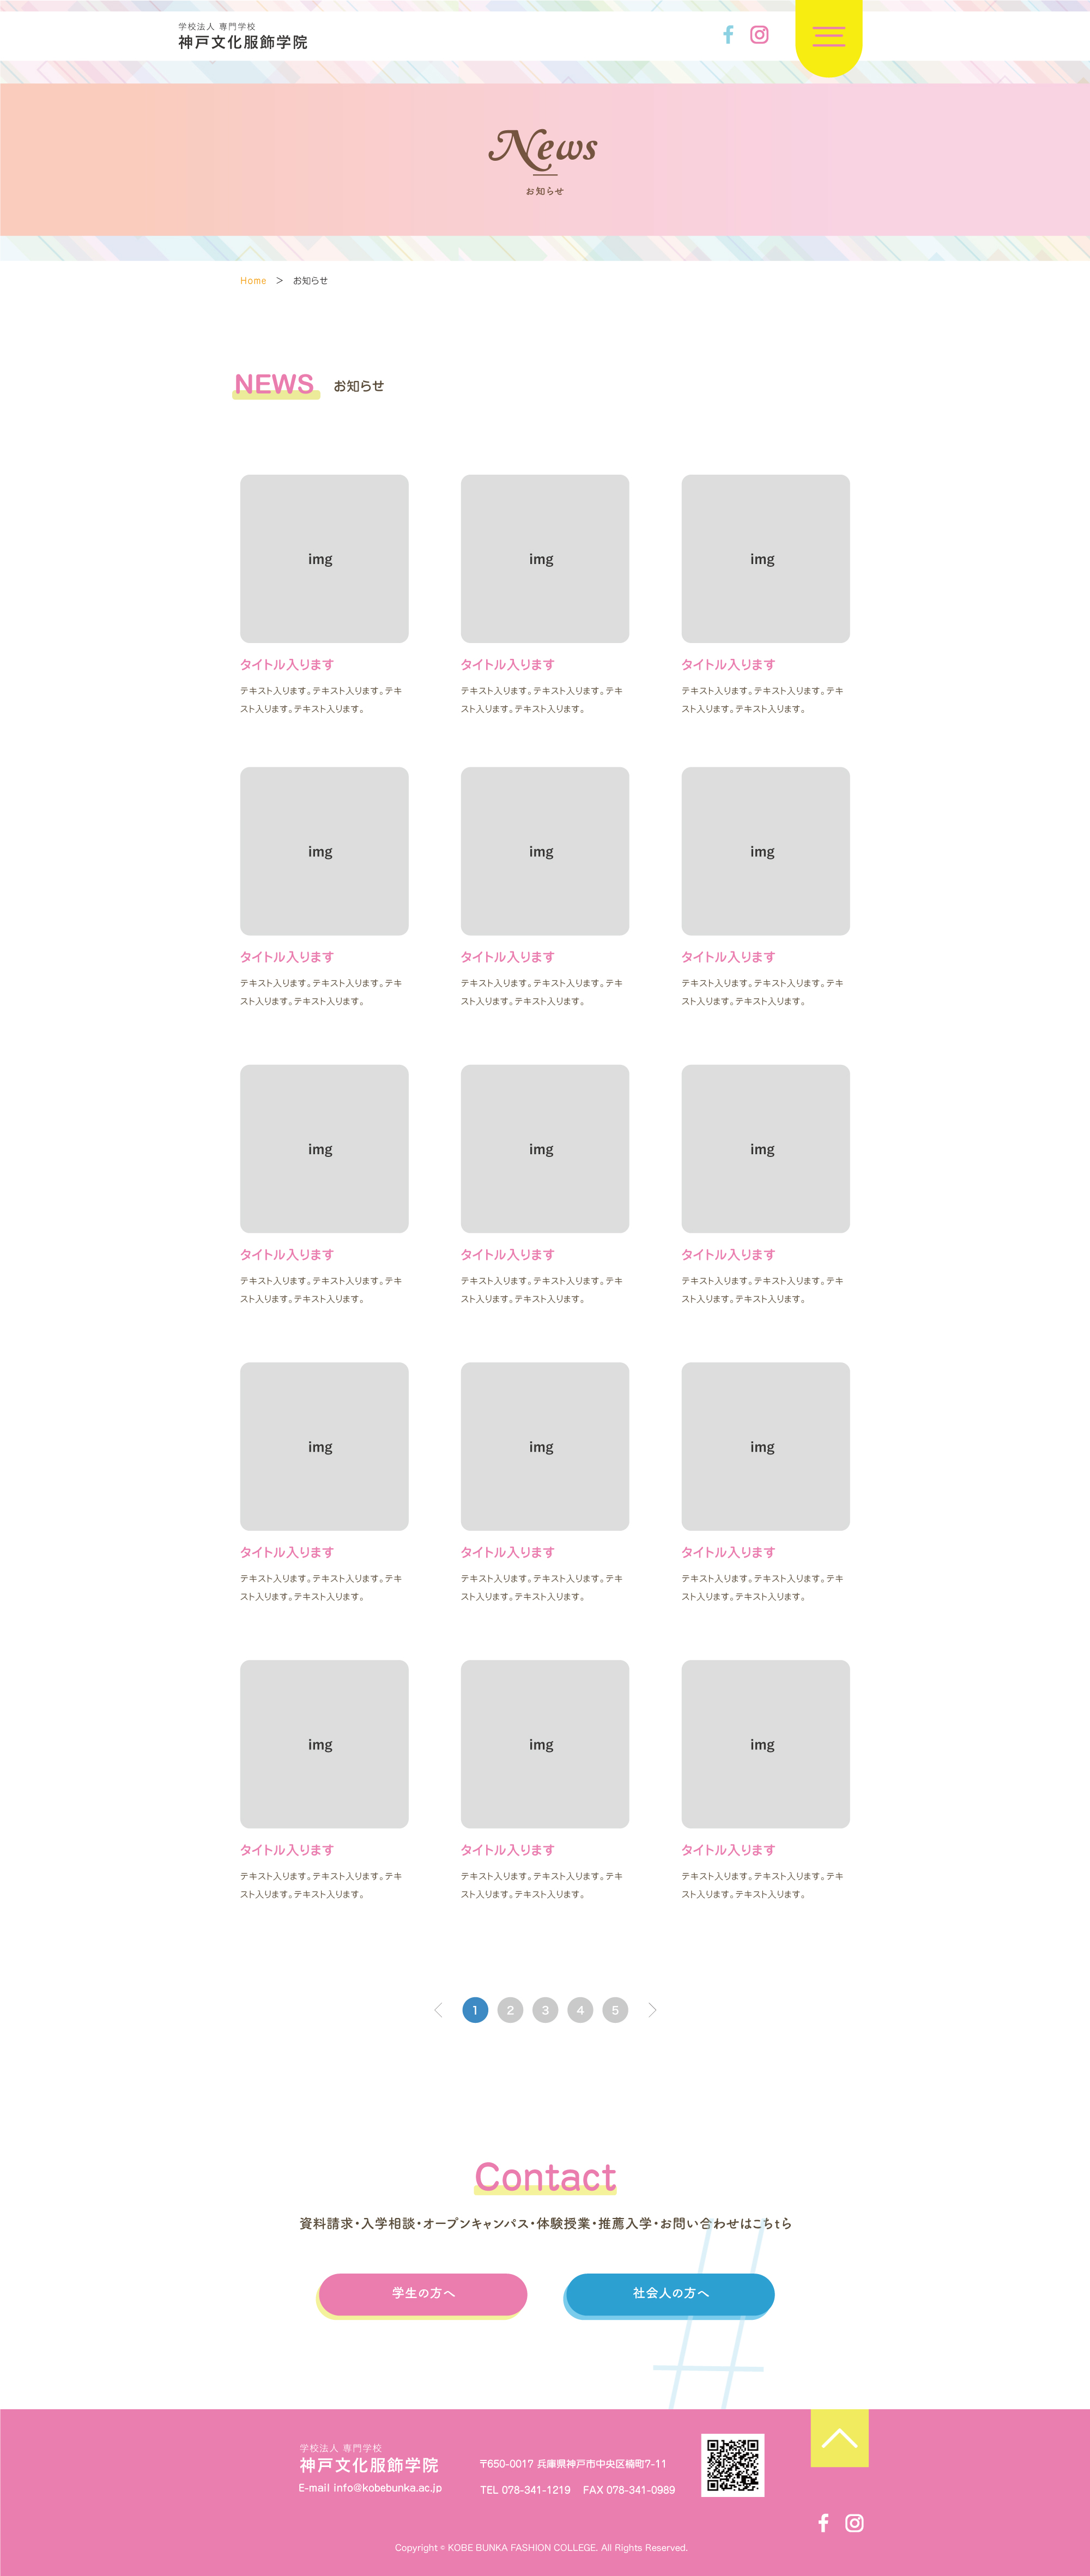 学校法人 専門学校
神戸文化服飾学院
News
お知らせ
Home > お知らせ
NEWS お知らせ
img img img
タイトル入ります タイトル入ります タイトル入ります
テキスト入ります。テキスト入ります。テキ テキスト入ります。テキスト入ります。テキ テキスト入ります。テキスト入ります。テキ
スト入ります。テキスト入ります。 スト入ります。テキスト入ります。 スト入ります。テキスト入ります。
img img img
タイトル入ります タイトル入ります タイトル入ります
テキスト入ります。テキスト入ります。テキ テキスト入ります。テキスト入ります。テキ テキスト入ります。テキスト入ります。テキ
スト入ります。テキスト入ります。 スト入ります。テキスト入ります。 スト入ります。テキスト入ります。
img img img
タイトル入ります タイトル入ります タイトル入ります
テキスト入ります。テキスト入ります。テキ テキスト入ります。テキスト入ります。テキ テキスト入ります。テキスト入ります。テキ
スト入ります。テキスト入ります。 スト入ります。テキスト入ります。 スト入ります。テキスト入ります。
img img img
タイトル入ります タイトル入ります タイトル入ります
テキスト入ります。テキスト入ります。テキ テキスト入ります。テキスト入ります。テキ テキスト入ります。テキスト入ります。テキ
スト入ります。テキスト入ります。 スト入ります。テキスト入ります。 スト入ります。テキスト入ります。
img img img
タイトル入ります タイトル入ります タイトル入ります
テキスト入ります。テキスト入ります。テキ テキスト入ります。テキスト入ります。テキ テキスト入ります。テキスト入ります。テキ
スト入ります。テキスト入ります。 スト入ります。テキスト入ります。 スト入ります。テキスト入ります。
1 2 3 4 5
Contact
資料請求・入学相談・オープンキャンパス・体験授業・推薦入学・お問い合わせはこちtら
学生の方へ 社会人の方へ
学校法人 専門学校
神戸文化服飾学院
E-mail info@kobebunka.ac.jp
〒650-0017 兵庫県神戸市中央区楠町7-11
TEL 078-341-1219 FAX 078-341-0989
Copyright © KOBE BUNKA FASHION COLLEGE. All Rights Reserved.